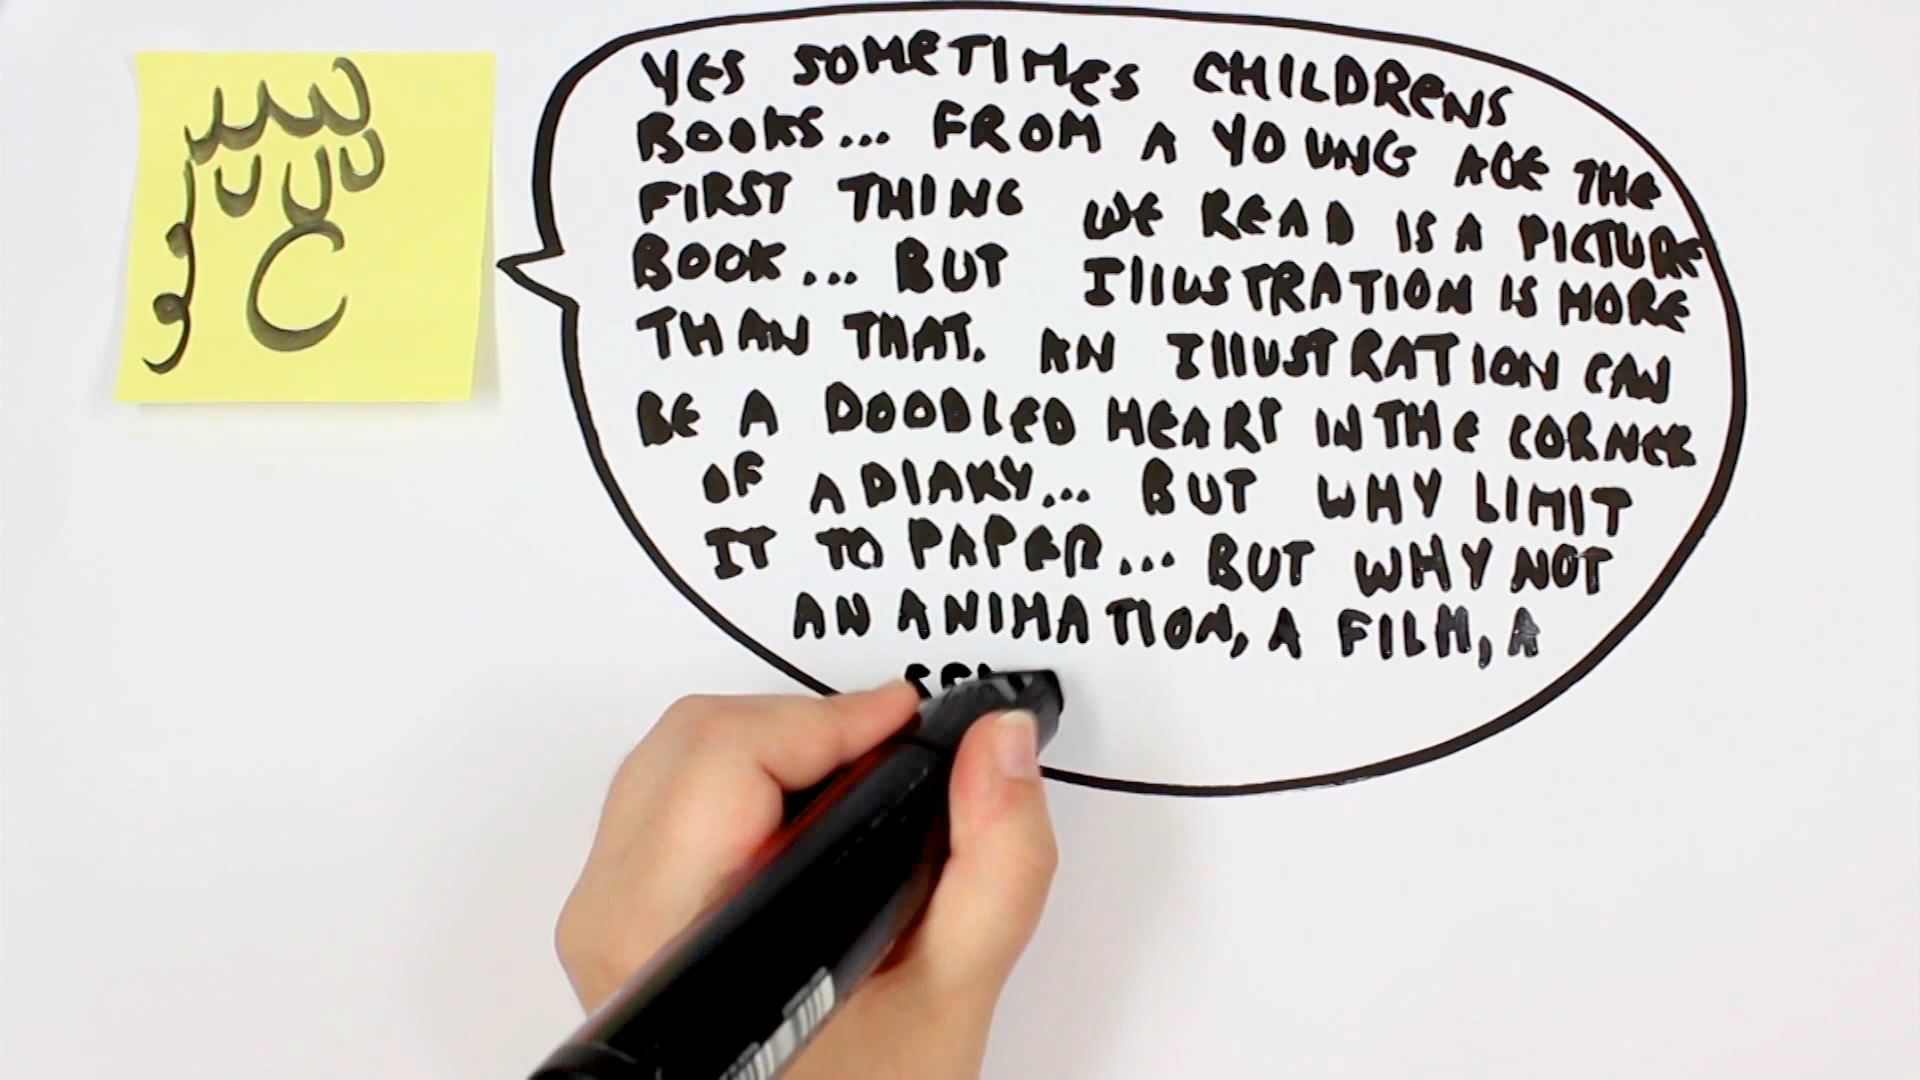 YES SOMETIMES CHILDRENS
BOOKS... FROM A YOUNG AGE THE
FIRST THING WE READ IS A PICTURE
BOOK... BUT ILLUSTRATION IS MORE
THAN THAT. AN ILLUSTRATION CAN
BE A DOODLED HEART IN THE CORNER
OF A DIARY... BUT WHY LIMIT
IT TO PAPER... BUT WHY NOT
AN ANIMATION, A FILM, A